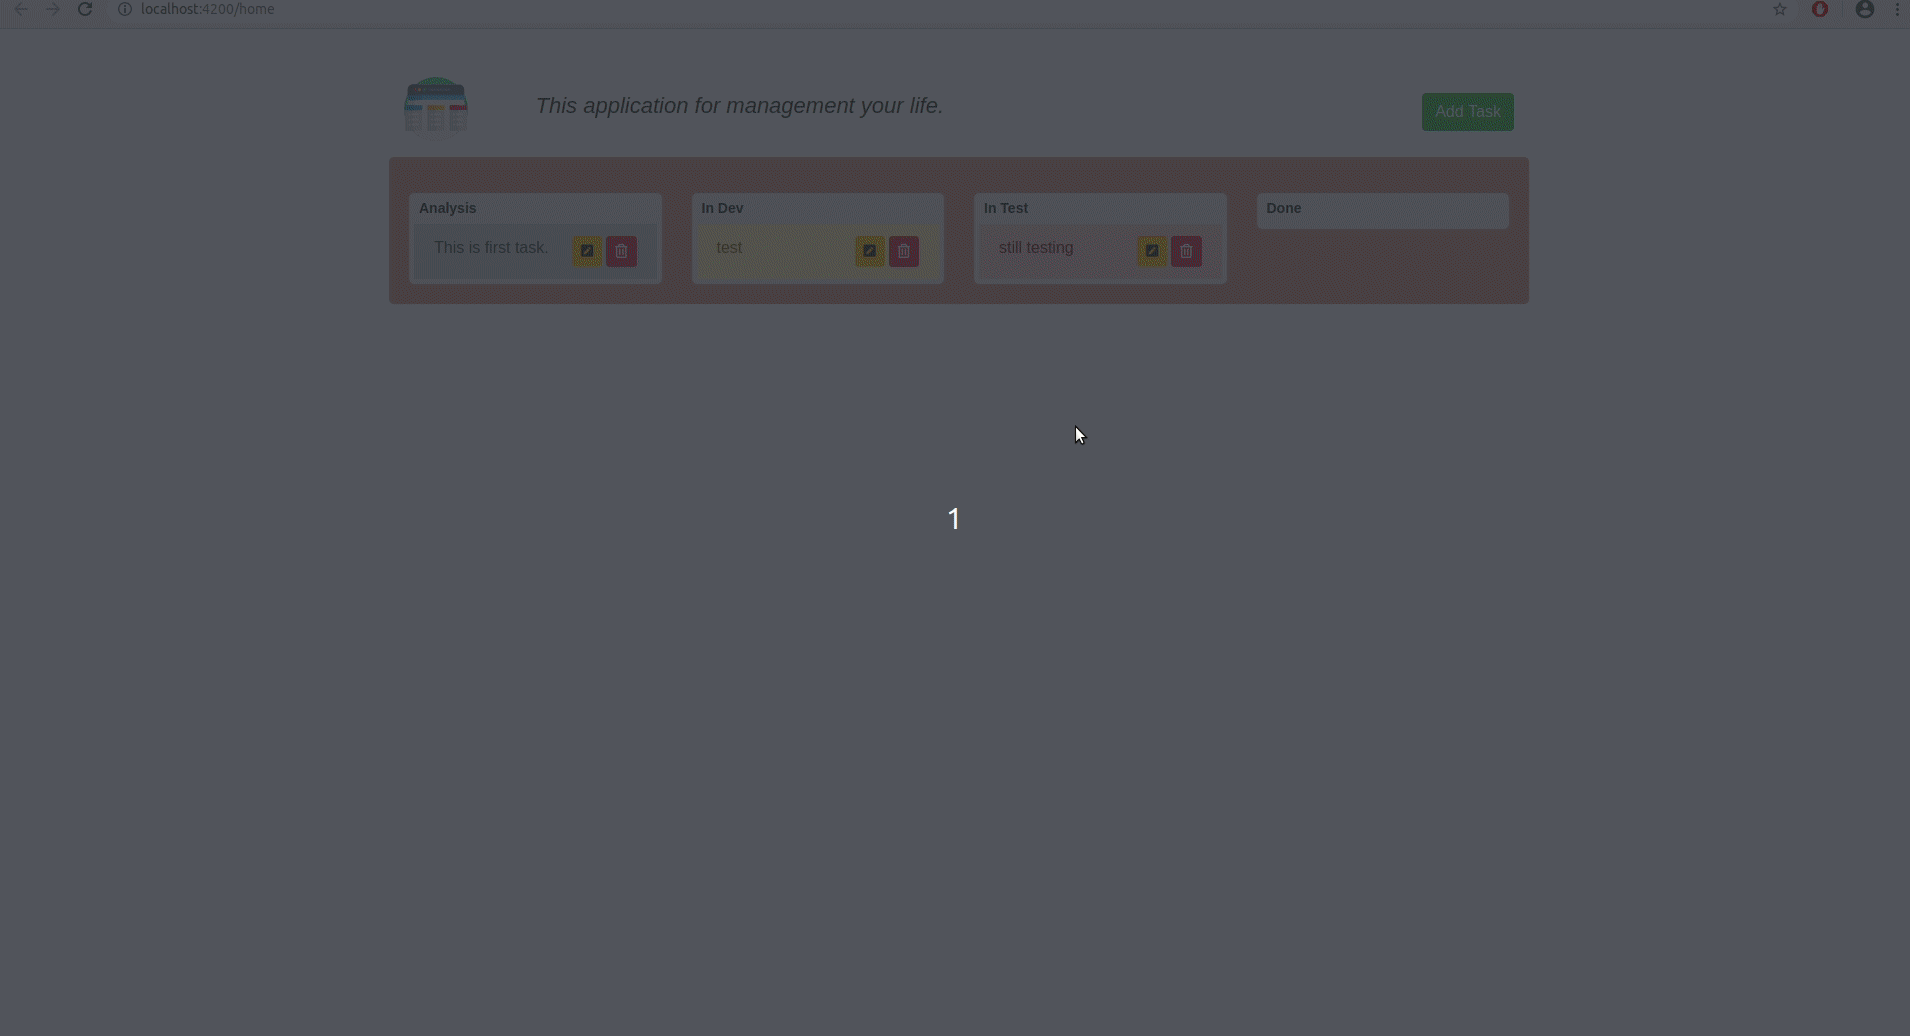 localhost:4200/home
This application for management your life.
Add Task
Analysis
In Dev
In Test
Done
This is first task.
test
still testing
1